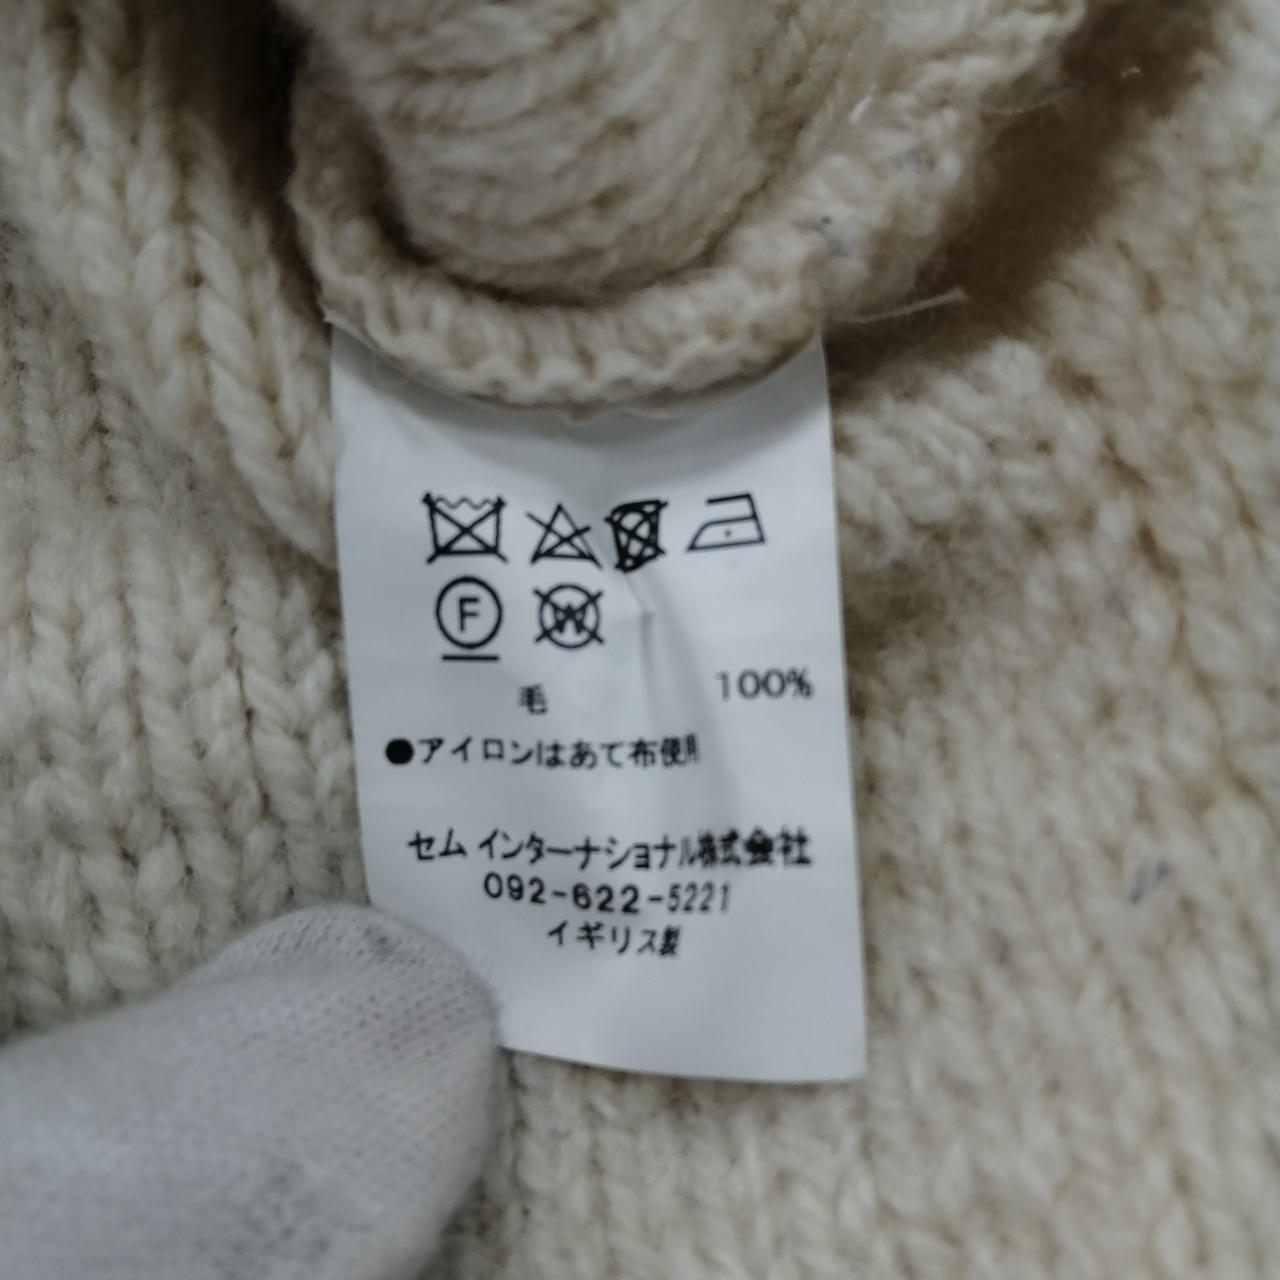 F W
毛 100%
●アイロンはあて布使用
セム インターナショナル株式会社
092-622-5221
イギリス製